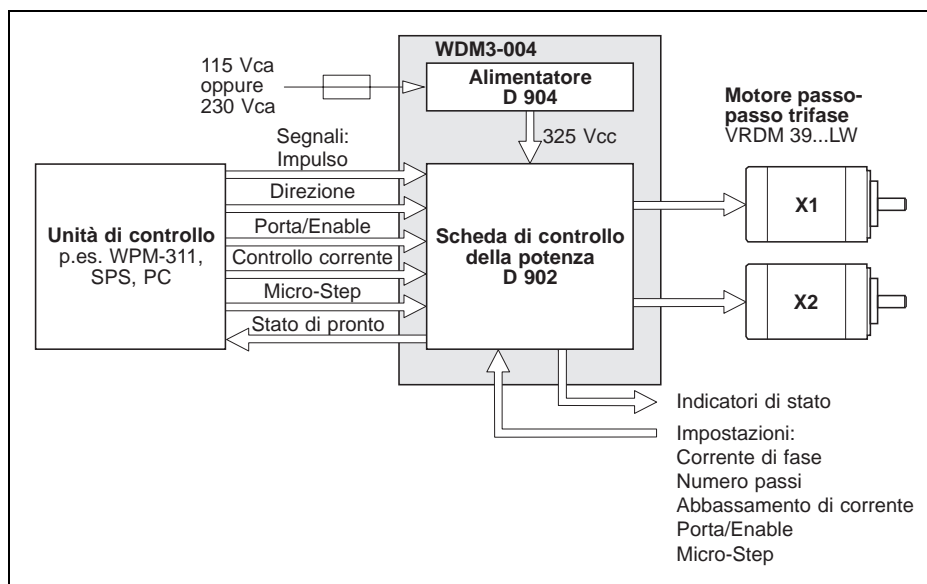 WDM3-004
115 Vca
oppure
230 Vca
Alimentatore
D 904
325 Vcc
Motore passo-
passo trifase
VRDM 39...LW
Segnali:
Impulso
Direzione
Porta/Enable
Controllo corrente
Micro-Step
Stato di pronto
Unità di controllo
p.es. WPM-311,
SPS, PC
Scheda di controllo
della potenza
D 902
X1
X2
Indicatori di stato
Impostazioni:
Corrente di fase
Numero passi
Abbassamento di corrente
Porta/Enable
Micro-Step